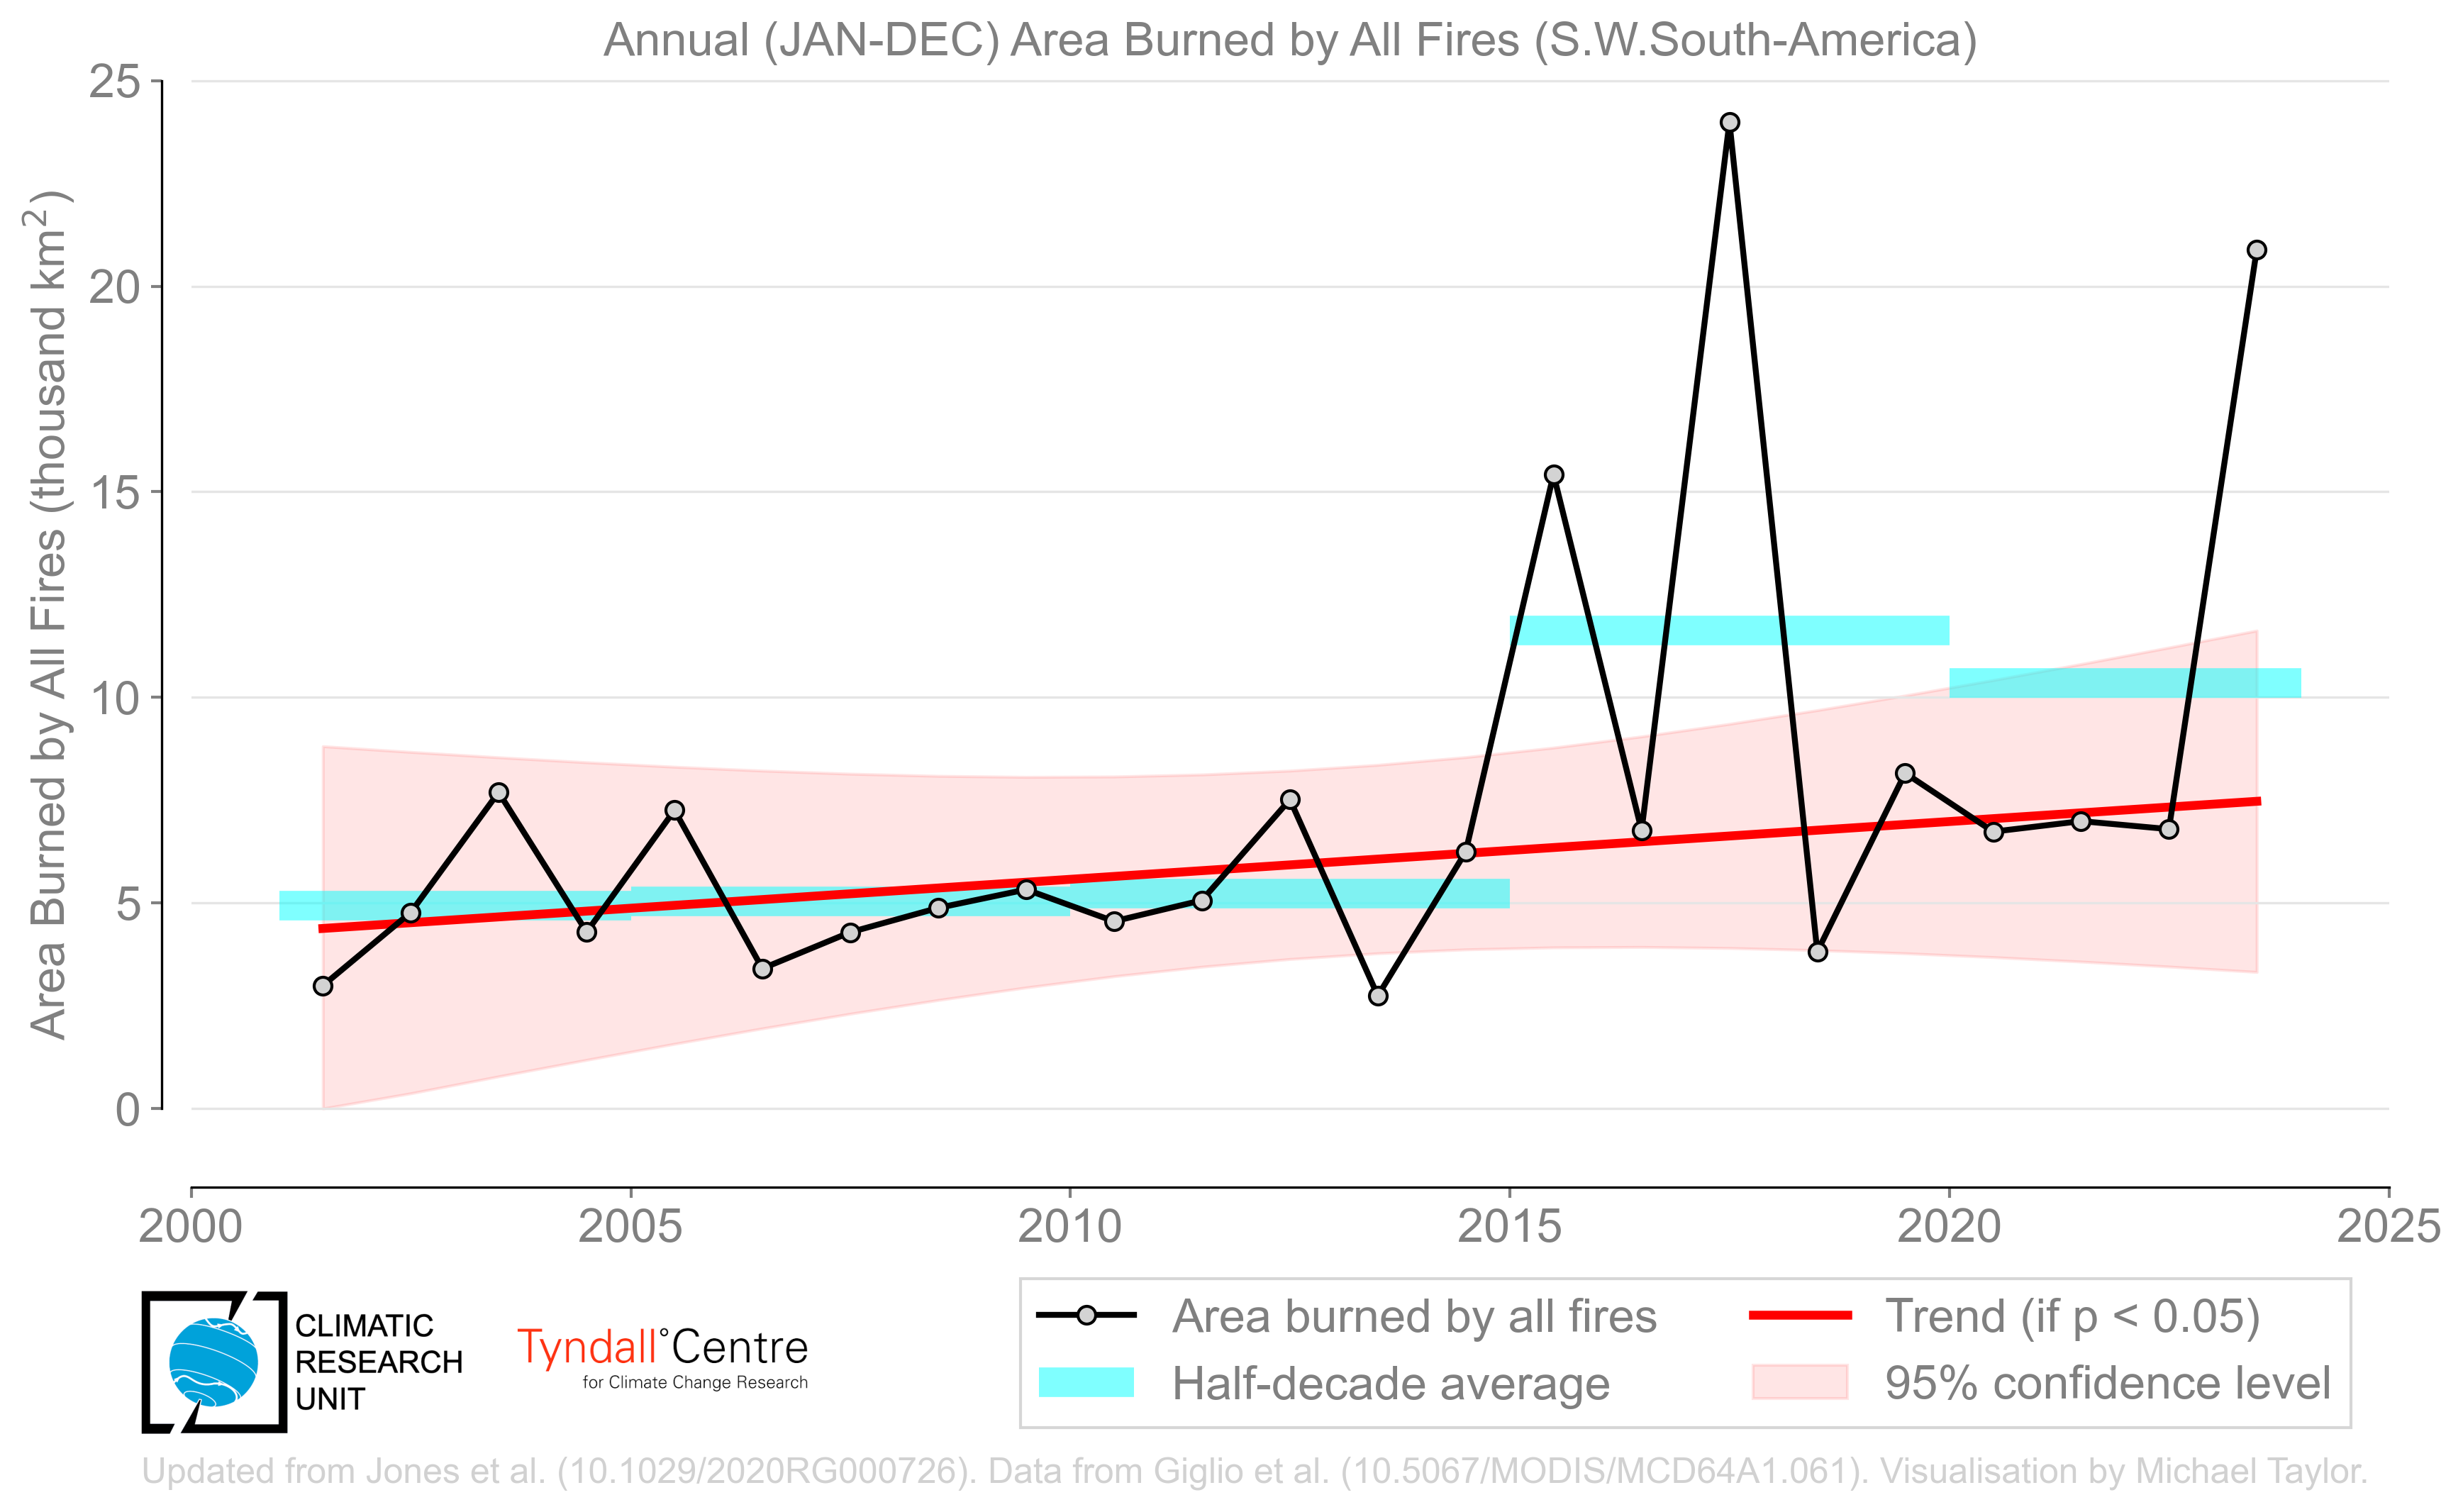 Annual (JAN-DEC) Area Burned by All Fires (S.W.South-America)
Area Burned by All Fires (thousand km²)
25
20
15
10
5
0
2000 2005 2010 2015 2020 2025
CLIMATIC
RESEARCH
UNIT
Tyndall°Centre
for Climate Change Research
Area burned by all fires
Half-decade average
Trend (if p < 0.05)
95% confidence level
Updated from Jones et al. (10.1029/2020RG000726). Data from Giglio et al. (10.5067/MODIS/MCD64A1.061). Visualisation by Michael Taylor.